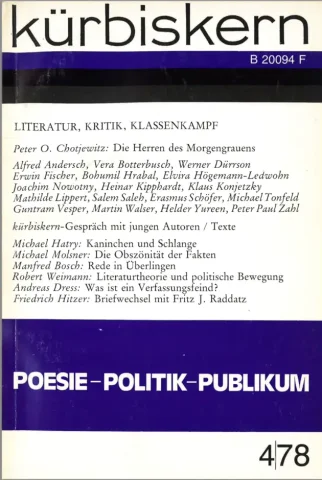 kürbiskern
B 20094 F
LITERATUR, KRITIK, KLASSENKAMPF
Peter O. Chotjewitz: Die Herren des Morgengrauens
Alfred Andersch, Vera Botterbusch, Werner Dürrson
Erwin Fischer, Bohumil Hrabal, Elvira Högemann-Ledwohn
Joachim Nowotny, Heinar Kipphardt, Klaus Konjetzky
Mathilde Lippert, Salem Saleh, Erasmus Schöfer, Michael Tonfeld
Guntram Vesper, Martin Walser, Helder Yureen, Peter Paul Zahl
kürbiskern-Gespräch mit jungen Autoren / Texte
Michael Hatry: Kaninchen und Schlange
Michael Molsner: Die Obszönität der Fakten
Manfred Bosch: Rede in Überlingen
Robert Weimann: Literaturtheorie und politische Bewegung
Andreas Dress: Was ist ein Verfassungsfeind?
Friedrich Hitzer: Briefwechsel mit Fritz J. Raddatz
POESIE–POLITIK–PUBLIKUM
4|78